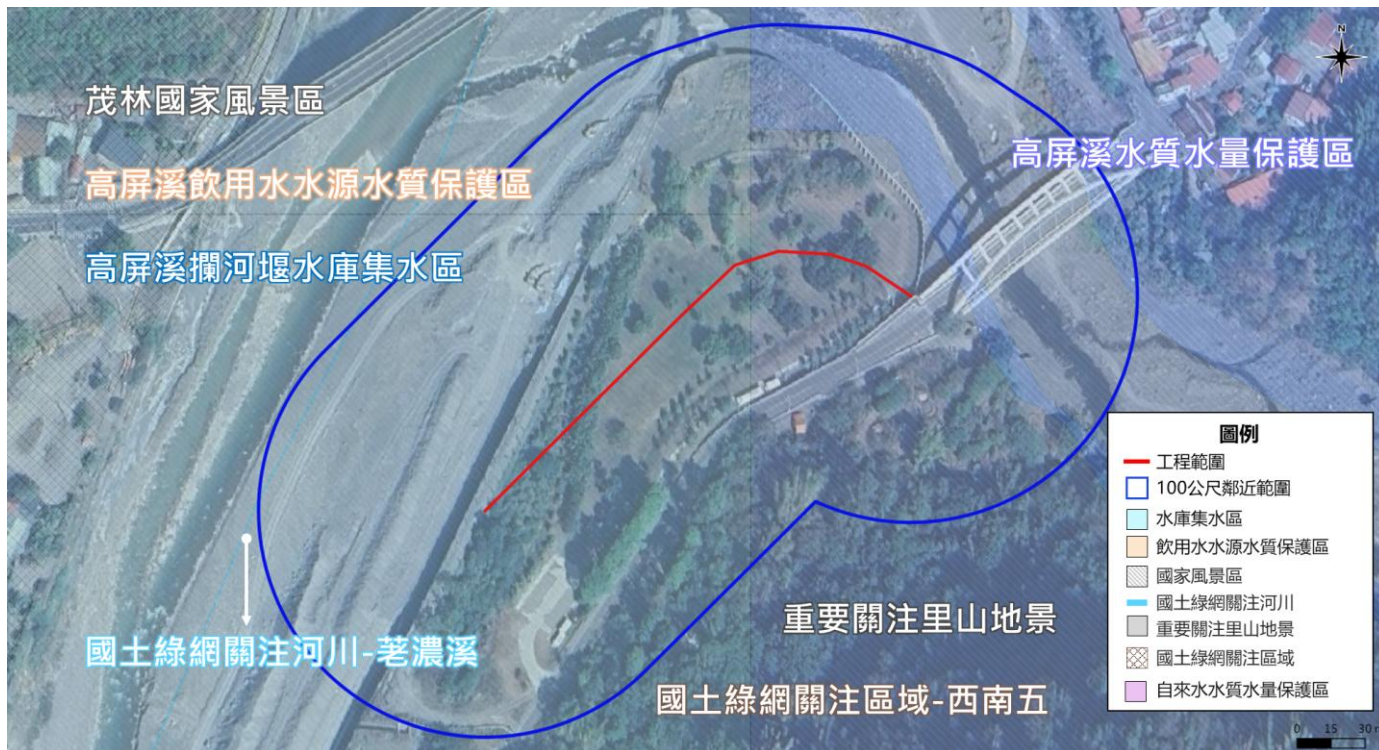 茂林國家風景區
高屏溪飲用水水源水質保護區
高屏溪攔河堰水庫集水區
高屏溪水質水量保護區
N
國土綠網關注河川-荖濃溪
重要關注里山地景
國土綠網關注區域-西南五
圖例
工程範圍
100公尺鄰近範圍
水庫集水區
飲用水水源水質保護區
國家風景區
國土綠網關注河川
重要關注里山地景
國土綠網關注區域
自來水水質水量保護區
0 15 30 m